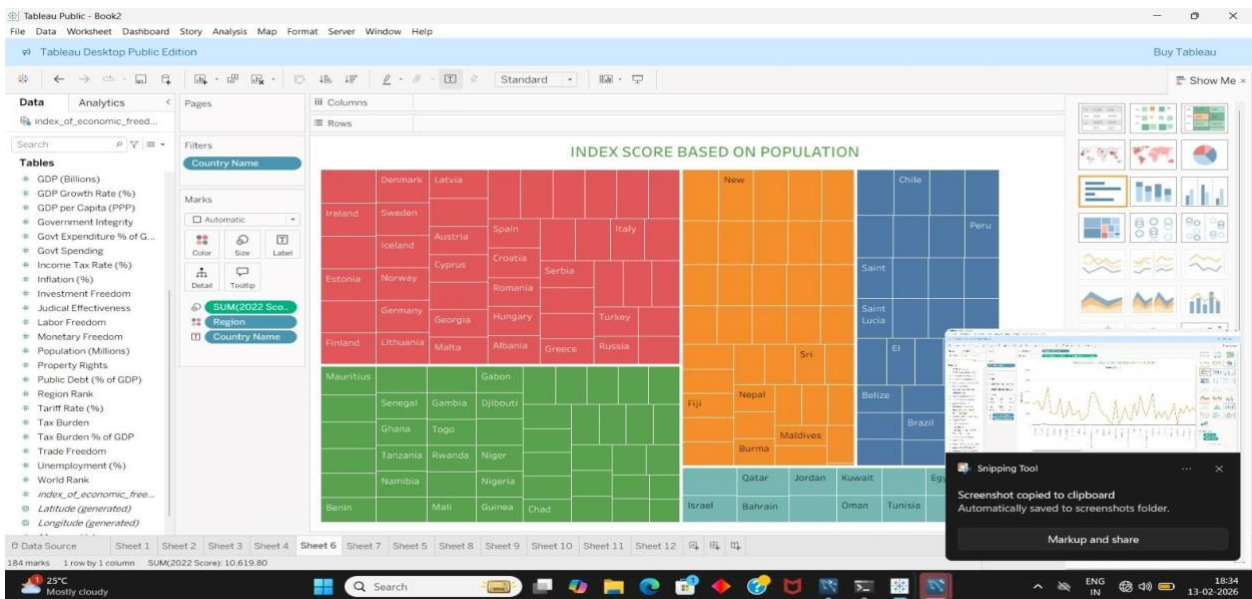 Tableau Public - Book2
File Data Worksheet Dashboard Story Analysis Map Format Server Window Help
Tableau Desktop Public Edition
Buy Tableau
Standard
Show Me
Data Analytics
Pages
Columns
index_of_economic_freed...
Rows
Search
Filters
Country Name
INDEX SCORE BASED ON POPULATION
Tables
GDP (Billions)
GDP Growth Rate (%)
GDP per Capita (PPP)
Government Integrity
Govt Expenditure % of G...
Govt Spending
Income Tax Rate (%)
Inflation (%)
Investment Freedom
Judical Effectiveness
Labor Freedom
Monetary Freedom
Population (Millions)
Property Rights
Public Debt (% of GDP)
Region Rank
Tariff Rate (%)
Tax Burden
Tax Burden % of GDP
Trade Freedom
Unemployment (%)
World Rank
index_of_economic_free...
Latitude (generated)
Longitude (generated)
Marks
Automatic
Color Size Label
Detail Tooltip
SUM(2022 Sco..
Region
Country Name
Denmark Latvia
Ireland Sweden
Spain Italy
Austria
Iceland
Croatia
Cyprus
Serbia
Estonia Norway
Romania
Germany
Georgia Hungary Turkey
Finland Lithuania
Malta Albania Greece Russia
Mauritius Gabon
Senegal Gambia Djibouti
Ghana Togo
Tanzania Rwanda Niger
Namibia Nigeria
Benin Mali Guinea Chad
New
Sri
Fiji Nepal
Maldives
Burma
Chile
Peru
Saint
Saint
Lucia
El
Belize
Brazil
Qatar Jordan Kuwait Egy
Israel Bahrain Oman Tunisia
Snipping Tool
Screenshot copied to clipboard
Automatically saved to screenshots folder.
Markup and share
Data Source Sheet 1 Sheet 2 Sheet 3 Sheet 4 Sheet 6 Sheet 7 Sheet 5 Sheet 8 Sheet 9 Sheet 10 Sheet 11 Sheet 12
184 marks 1 row by 1 column SUM(2022 Score): 10.619.80
1
25°C
Mostly cloudy
Search
ENG
IN
18:34
13-02-2026